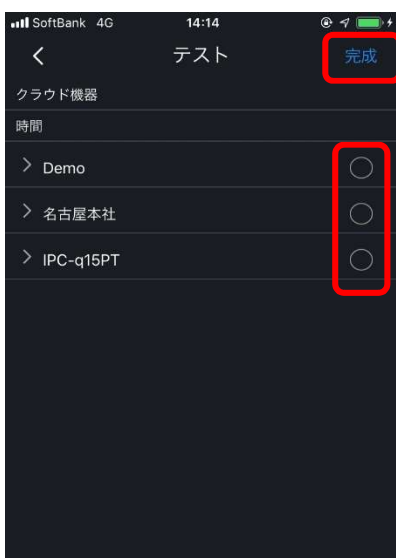 SoftBank 4G 14:14
テスト 完成
クラウド機器
時間
Demo
名古屋本社
IPC-q15PT